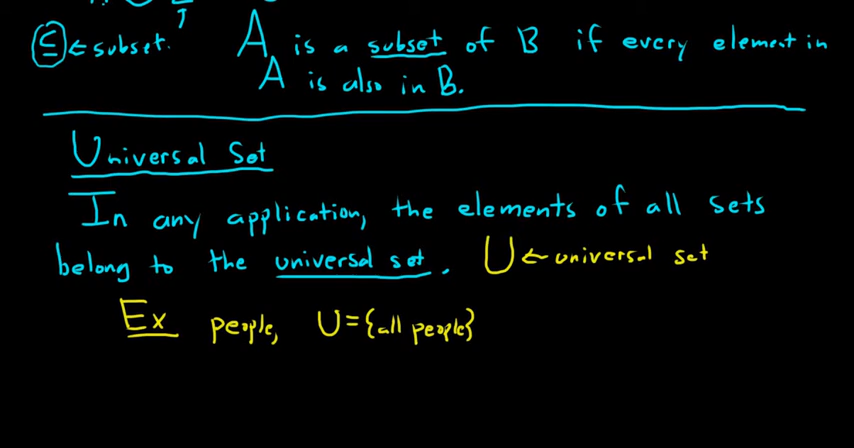 ⊆ ← subset. A is a subset of B if every element in
A is also in B.
Universal Set
In any application, the elements of all sets
belong to the universal set. U ← universal set
Ex people, U={all people}